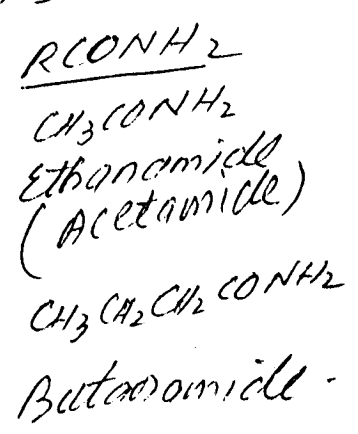 RCONH₂
CH₃CONH₂
Ethanamide
(Acetamide)
CH₃CH₂CH₂CONH₂
Butanamide.